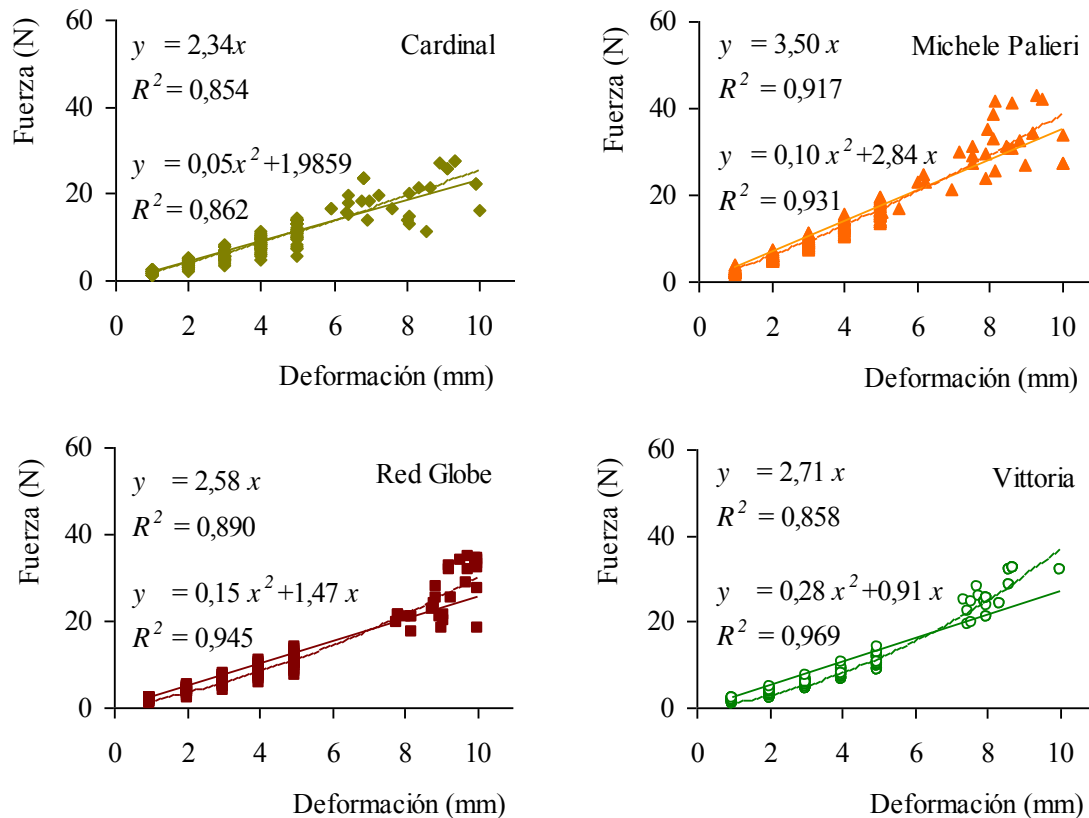 Fuerza (N)
60
40
20
0
y = 2,34x
R² = 0,854
y = 0,05x²+1,9859
R² = 0,862
Cardinal
0 2 4 6 8 10
Deformación (mm)
Fuerza (N)
60
40
20
0
y = 3,50 x
R² = 0,917
y = 0,10 x²+2,84 x
R² = 0,931
Michele Palieri
0 2 4 6 8 10
Deformación (mm)
Fuerza (N)
60
40
20
0
y = 2,58 x
R² = 0,890
y = 0,15 x²+1,47 x
R² = 0,945
Red Globe
0 2 4 6 8 10
Deformación (mm)
Fuerza (N)
60
40
20
0
y = 2,71 x
R² = 0,858
y = 0,28 x²+0,91 x
R² = 0,969
Vittoria
0 2 4 6 8 10
Deformación (mm)